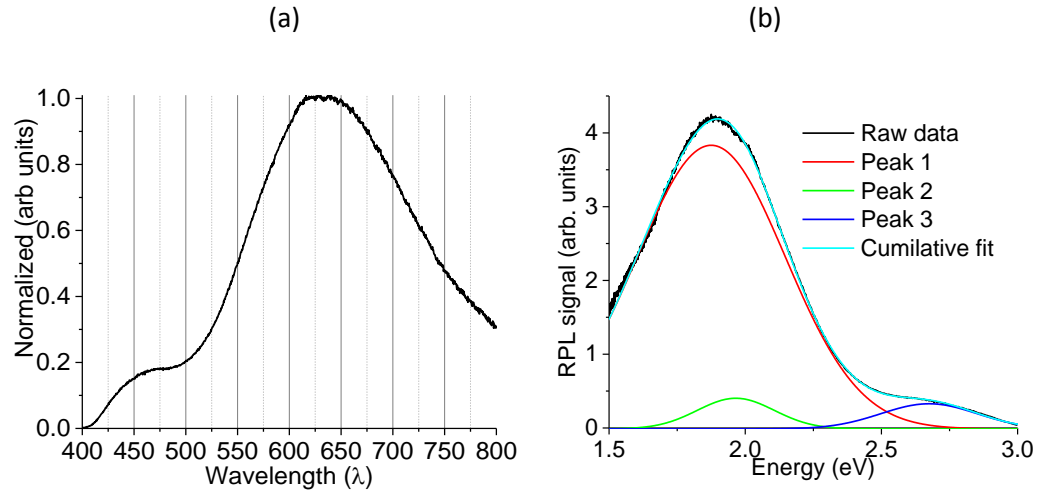 (a)
(b)
Normalized (arb units)
1.0
0.8
0.6
0.4
0.2
0.0
400 450 500 550 600 650 700 750 800
Wavelength (λ)
RPL signal (arb. units)
4
3
2
1
0
1.5 2.0 2.5 3.0
Energy (eV)
Raw data
Peak 1
Peak 2
Peak 3
Cumilative fit